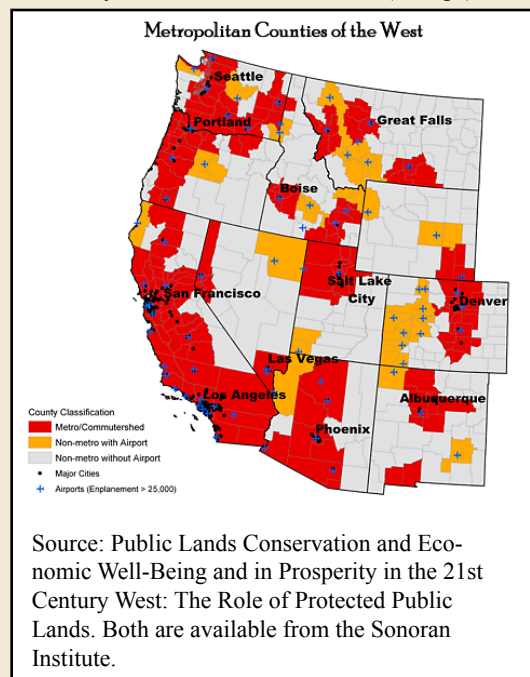 Metropolitan Counties of the West
Seattle
Portland
Great Falls
Boise
Salt Lake
City
San Francisco
Denver
Las Vegas
Los Angeles
Albuquerque
Phoenix
County Classification
Metro/Commutershed
Non-metro with Airport
Non-metro without Airport
Major Cities
Airports (Enplanement > 25,000)
Source: Public Lands Conservation and Eco-
nomic Well-Being and in Prosperity in the 21st
Century West: The Role of Protected Public
Lands. Both are available from the Sonoran
Institute.